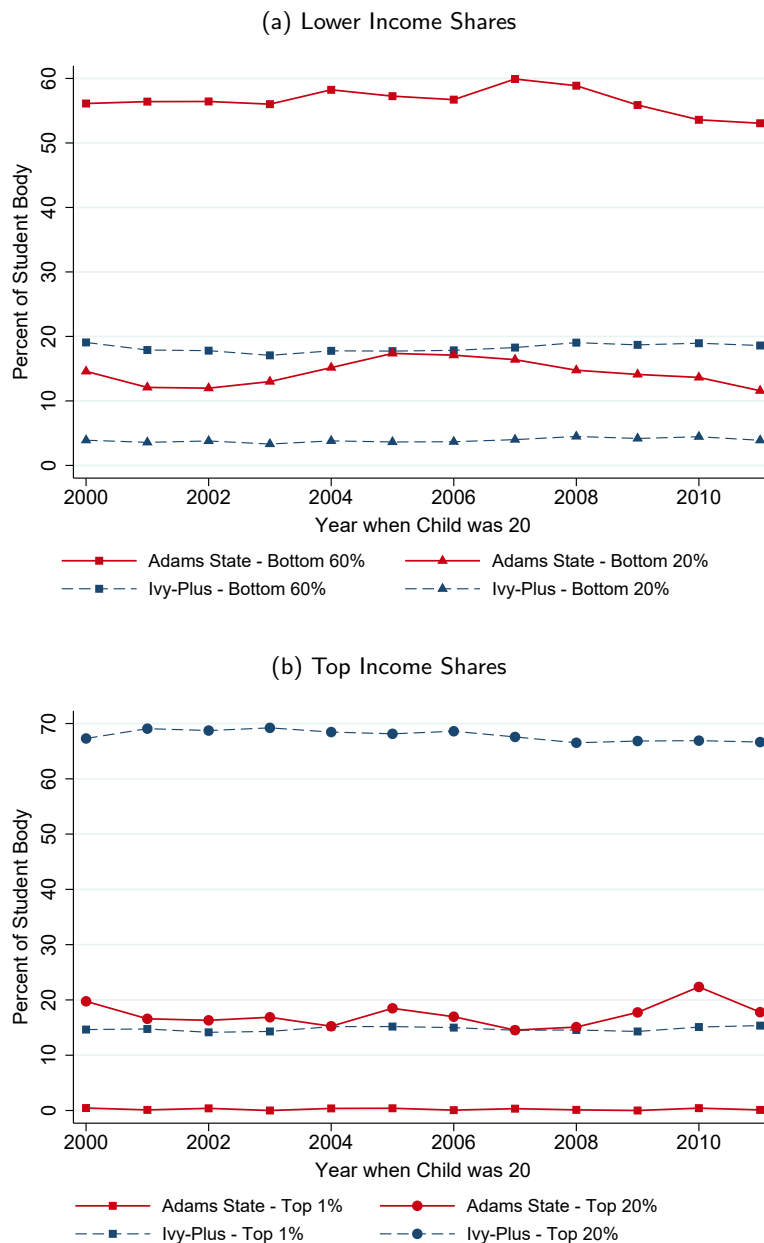 (a) Lower Income Shares
Percent of Student Body
60
50
40
30
20
10
0
2000 2002 2004 2006 2008 2010
Year when Child was 20
Adams State - Bottom 60% Adams State - Bottom 20%
Ivy-Plus - Bottom 60% Ivy-Plus - Bottom 20%
(b) Top Income Shares
Percent of Student Body
70
60
50
40
30
20
10
0
2000 2002 2004 2006 2008 2010
Year when Child was 20
Adams State - Top 1% Adams State - Top 20%
Ivy-Plus - Top 1% Ivy-Plus - Top 20%